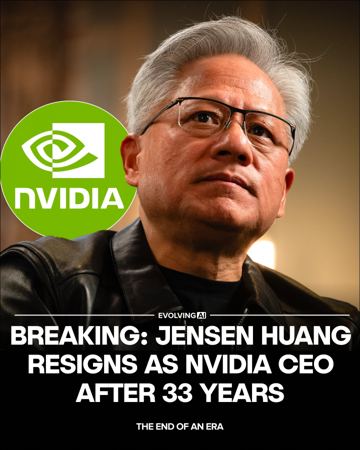 nVIDIA
EVOLVING AI
BREAKING: JENSEN HUANG
RESIGNS AS NVIDIA CEO
AFTER 33 YEARS
THE END OF AN ERA